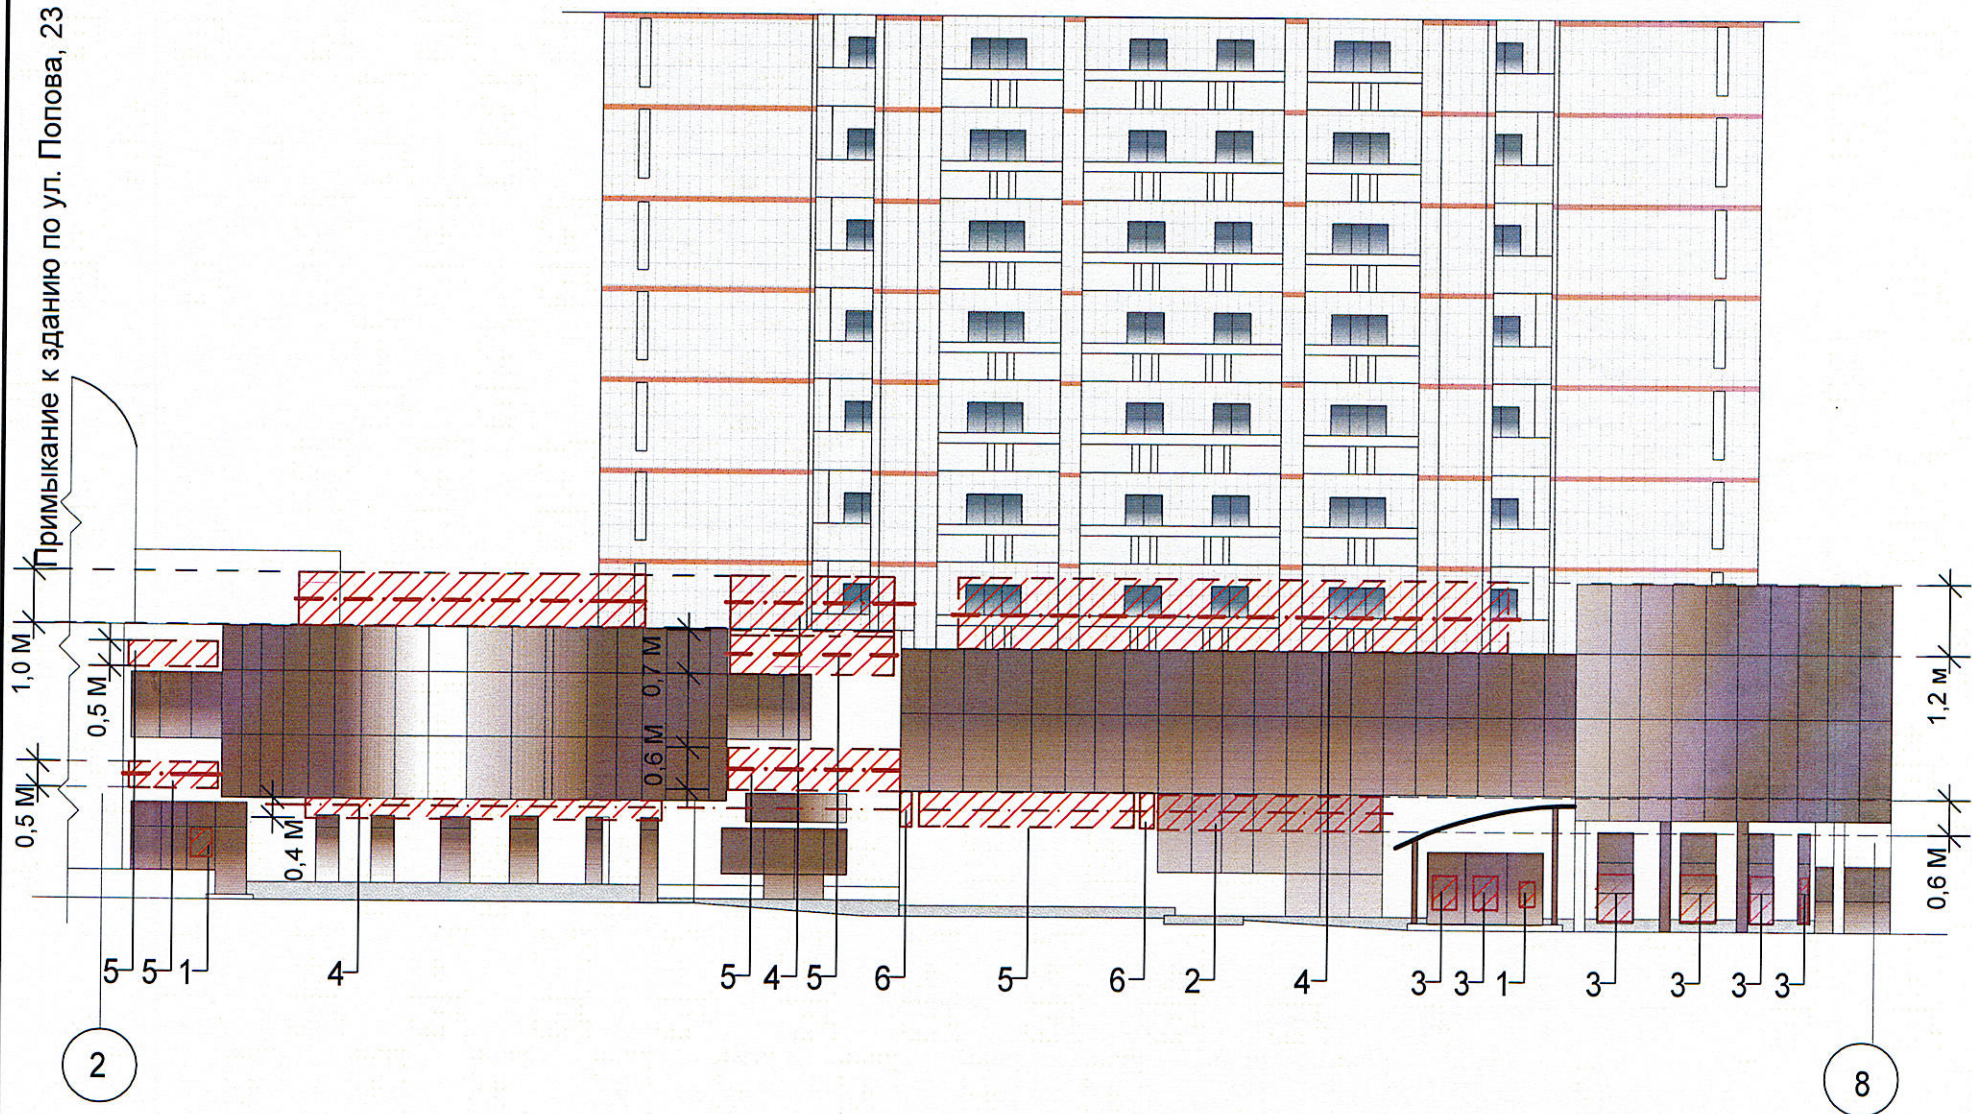 Примыкание к зданию по ул. Попова, 23
1,0 М
0,5 М
0,5 М
0,4 М
0,7 М
0,6 М
1,2 М
0,6 М
5 5 1 4 5 4 5 6 5 6 2 4 3 3 1 3 3 3 3
2 8